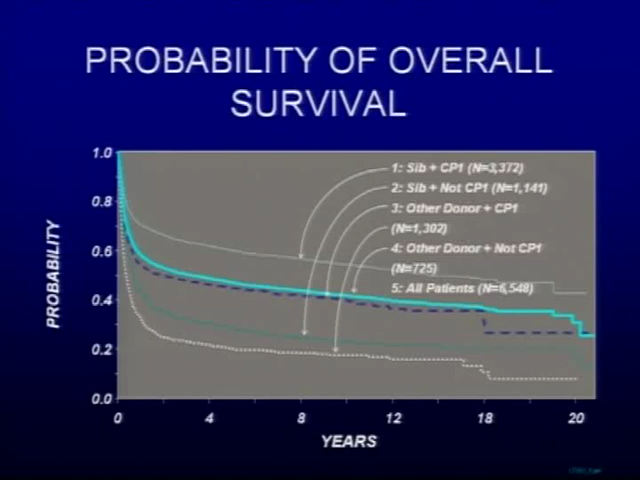 PROBABILITY OF OVERALL
SURVIVAL
1.0
0.8
0.6
0.4
0.2
0.0
PROBABILITY
1: Sib + CP1 (N=3,372)
2: Sib + Not CP1 (N=1,141)
3: Other Donor + CP1
(N=1,302)
4: Other Donor + Not CP1
(N=725)
5: All Patients (N=6,548)
0 4 8 12 18 20
YEARS